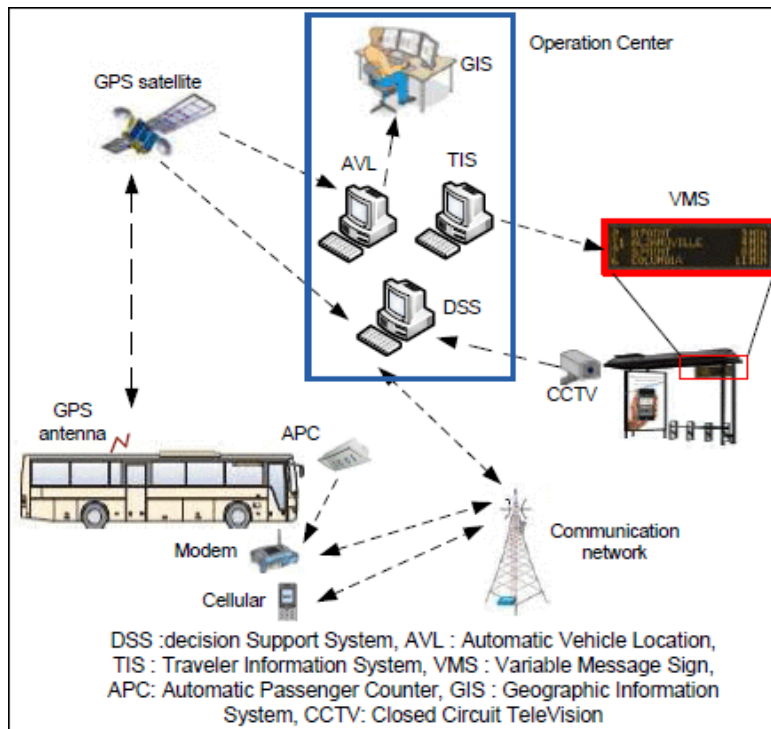 Operation Center
GIS
GPS satellite
AVL
TIS
VMS
COLUMBIA
DSS
CCTV
GPS
antenna
APC
Modem
Communication
network
Cellular
DSS :decision Support System, AVL : Automatic Vehicle Location,
TIS : Traveler Information System, VMS : Variable Message Sign,
APC: Automatic Passenger Counter, GIS : Geographic Information
System, CCTV: Closed Circuit TeleVision